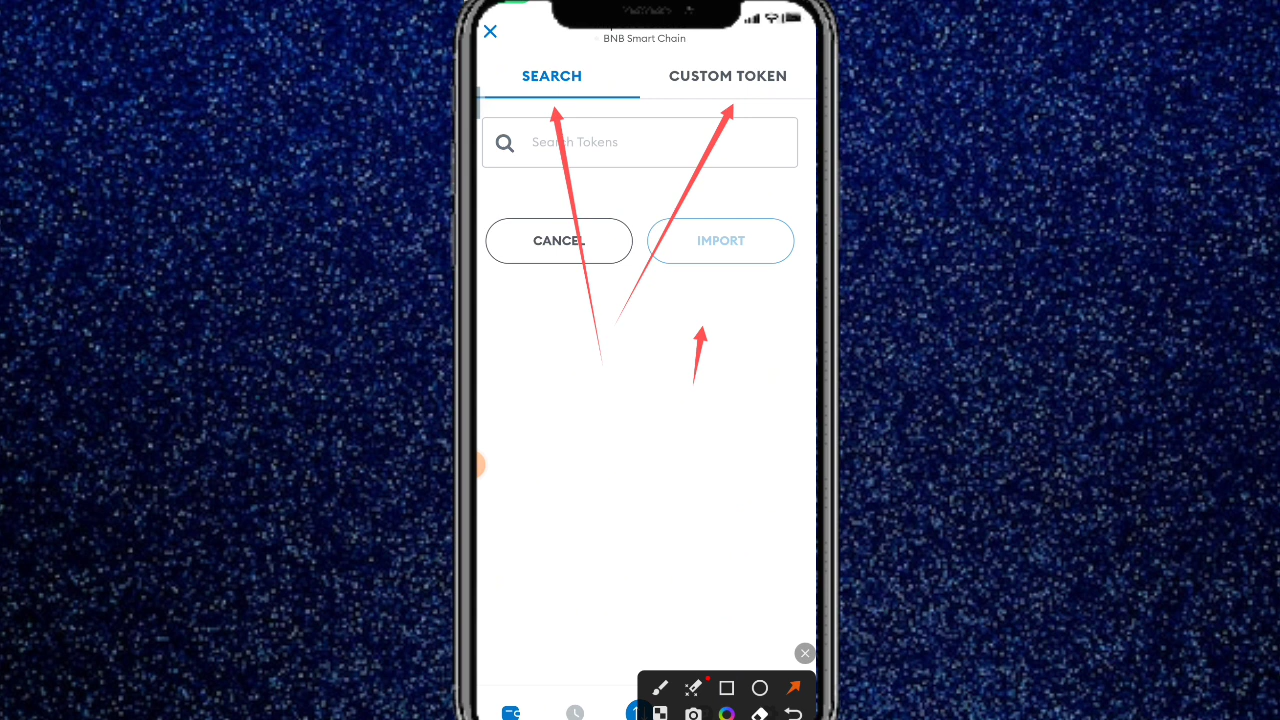 BNB Smart Chain
SEARCH
CUSTOM TOKEN
Search Tokens
CANCEL
IMPORT